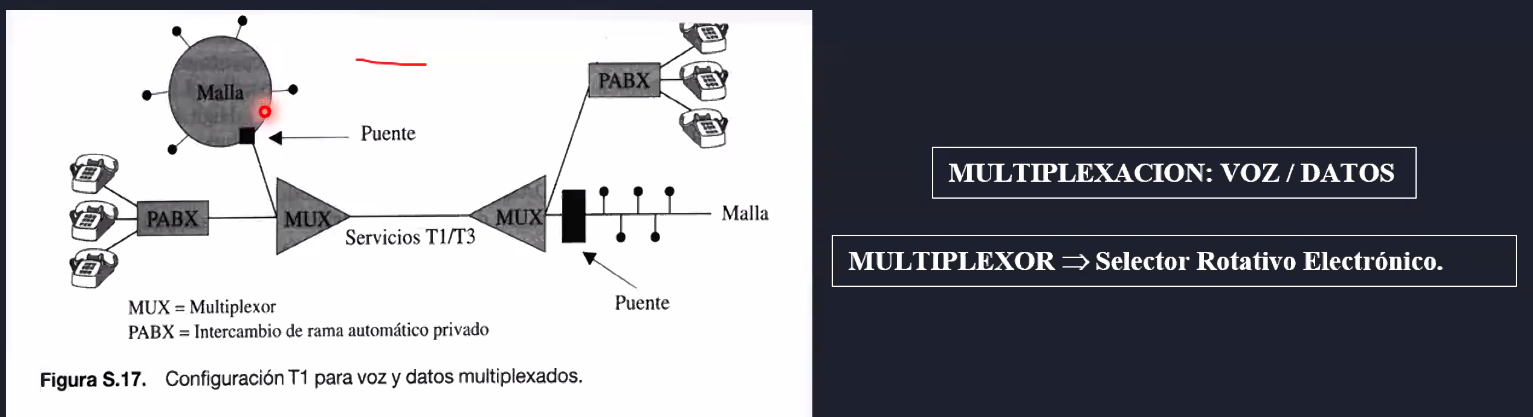 Malla
Puente
PABX
PABX
MUX
Servicios T1/T3
MUX
Malla
Puente
MUX = Multiplexor
PABX = Intercambio de rama automático privado
Figura S.17. Configuración T1 para voz y datos multiplexados.
MULTIPLEXACION: VOZ / DATOS
MULTIPLEXOR ⇒ Selector Rotativo Electrónico.